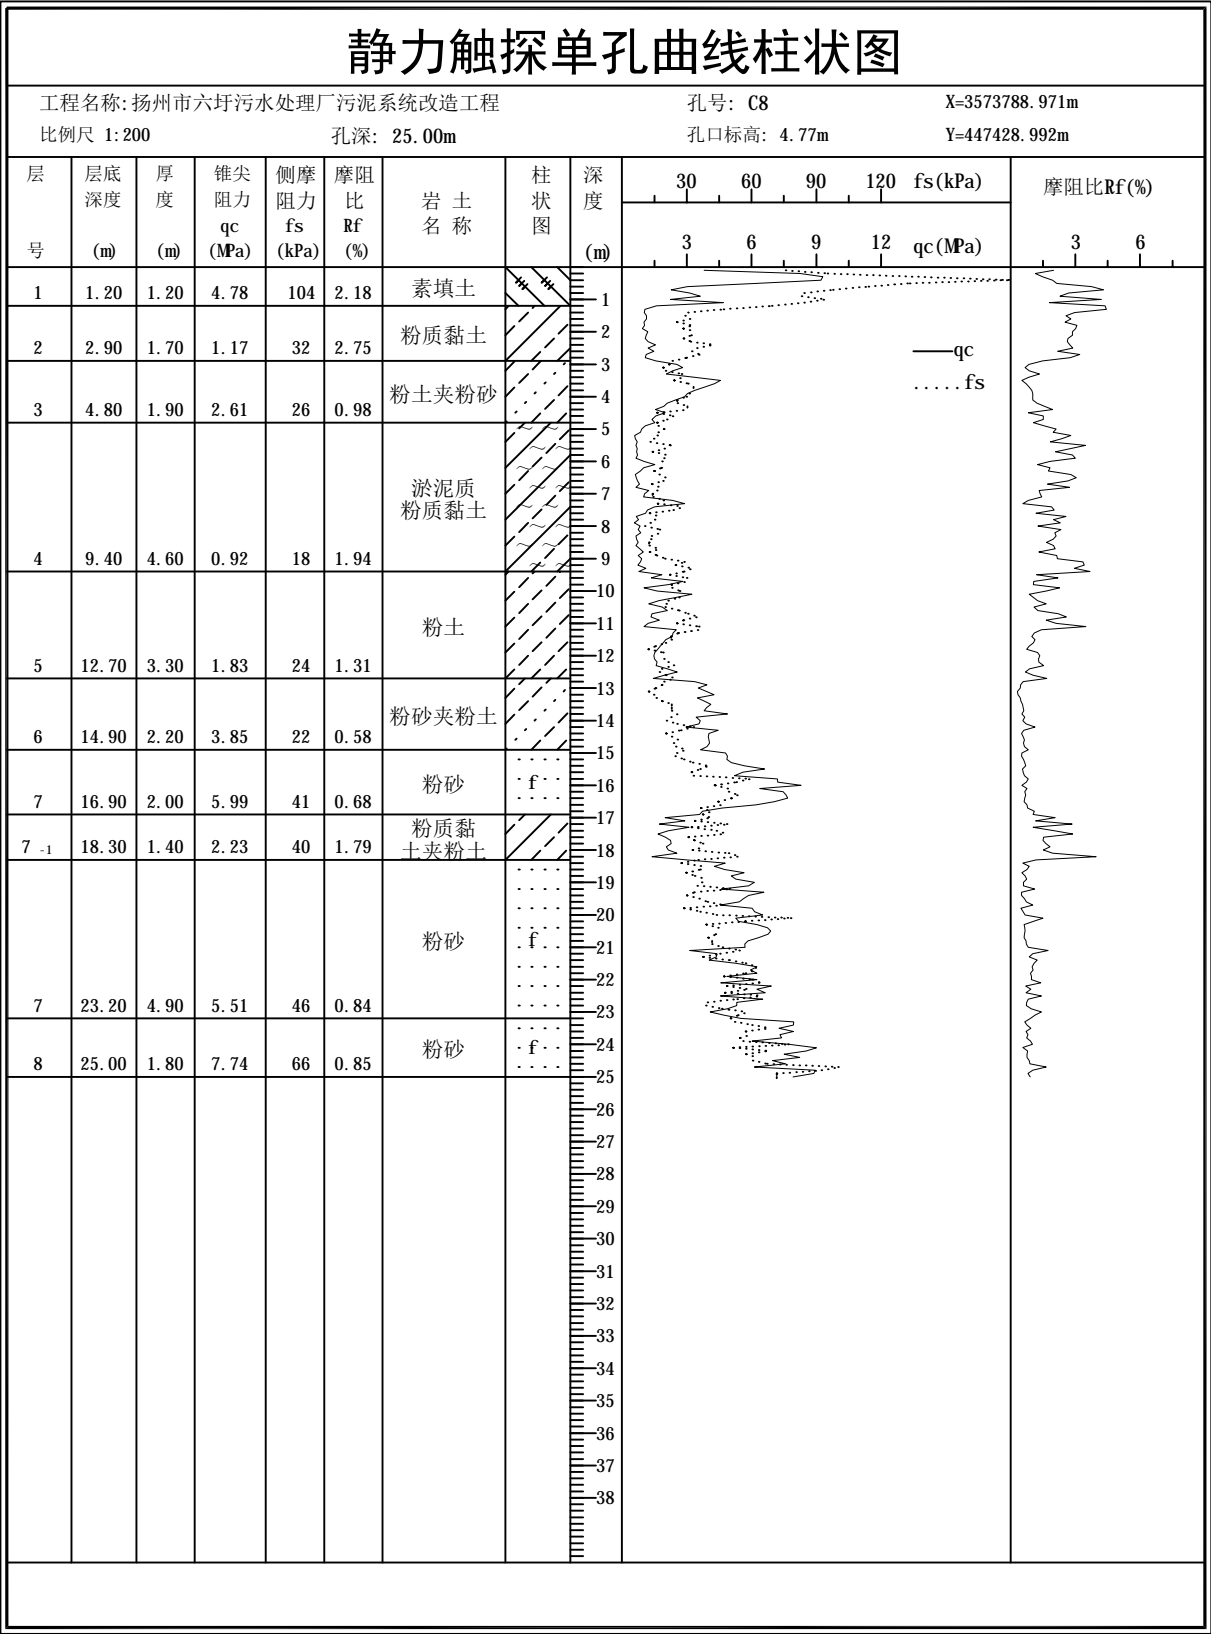 静力触探单孔曲线柱状图
工程名称:扬州市六圩污水处理厂污泥系统改造工程 孔号: C8 X=3573788.971m
比例尺 1:200 孔深: 25.00m 孔口标高: 4.77m Y=447428.992m
层号 层底深度(m) 厚度(m) 锥尖阻力qc(MPa) 侧摩阻力fs(kPa) 摩阻比Rf(%) 岩土名称 柱状图 深度(m)
30 60 90 120 fs(kPa)
3 6 9 12 qc(MPa)
摩阻比Rf(%)
3 6
1 1.20 1.20 4.78 104 2.18 素填土
2 2.90 1.70 1.17 32 2.75 粉质黏土
3 4.80 1.90 2.61 26 0.98 粉土夹粉砂
4 9.40 4.60 0.92 18 1.94 淤泥质粉质黏土
5 12.70 3.30 1.83 24 1.31 粉土
6 14.90 2.20 3.85 22 0.58 粉砂夹粉土
7 16.90 2.00 5.99 41 0.68 粉砂 f
7-1 18.30 1.40 2.23 40 1.79 粉质黏土夹粉土
7 23.20 4.90 5.51 46 0.84 粉砂 f
8 25.00 1.80 7.74 66 0.85 粉砂 f
1
2
3
4
5
6
7
8
9
10
11
12
13
14
15
16
17
18
19
20
21
22
23
24
25
26
27
28
29
30
31
32
33
34
35
36
37
38
qc
.....fs